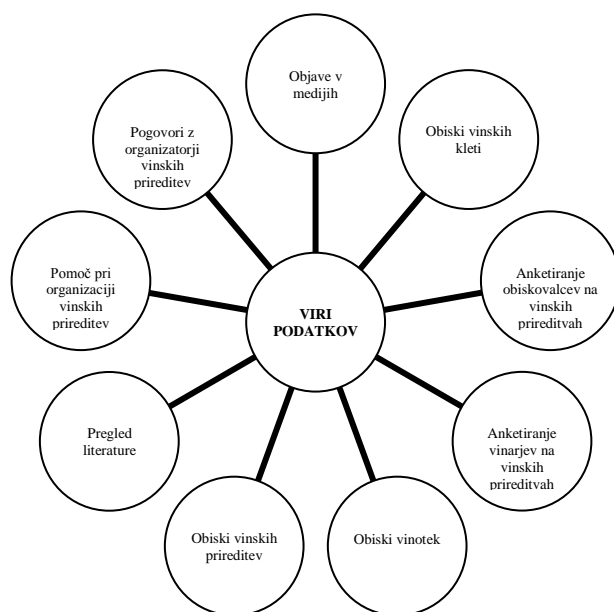 Objave v
medijih
Obiski vinskih
kleti
Anketiranje
obiskovalcev na
vinskih
prireditvah
Anketiranje
vinarjev na
vinskih
prireditvah
Obiski vinotek
Obiski vinskih
prireditev
Pregled
literature
Pomoč pri
organizaciji
vinskih
prireditev
Pogovori z
organizatorji
vinskih
prireditev
VIRI
PODATKOV